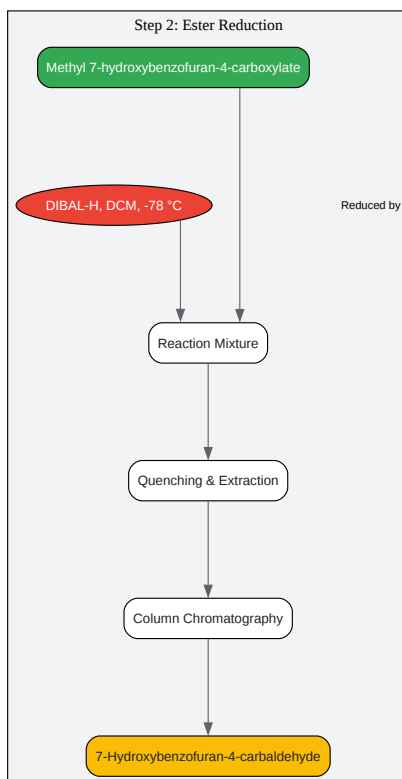 Step 2: Ester Reduction
Methyl 7-hydroxybenzofuran-4-carboxylate
DIBAL-H, DCM, -78 °C
Reduced by
Reaction Mixture
Quenching & Extraction
Column Chromatography
7-Hydroxybenzofuran-4-carbaldehyde